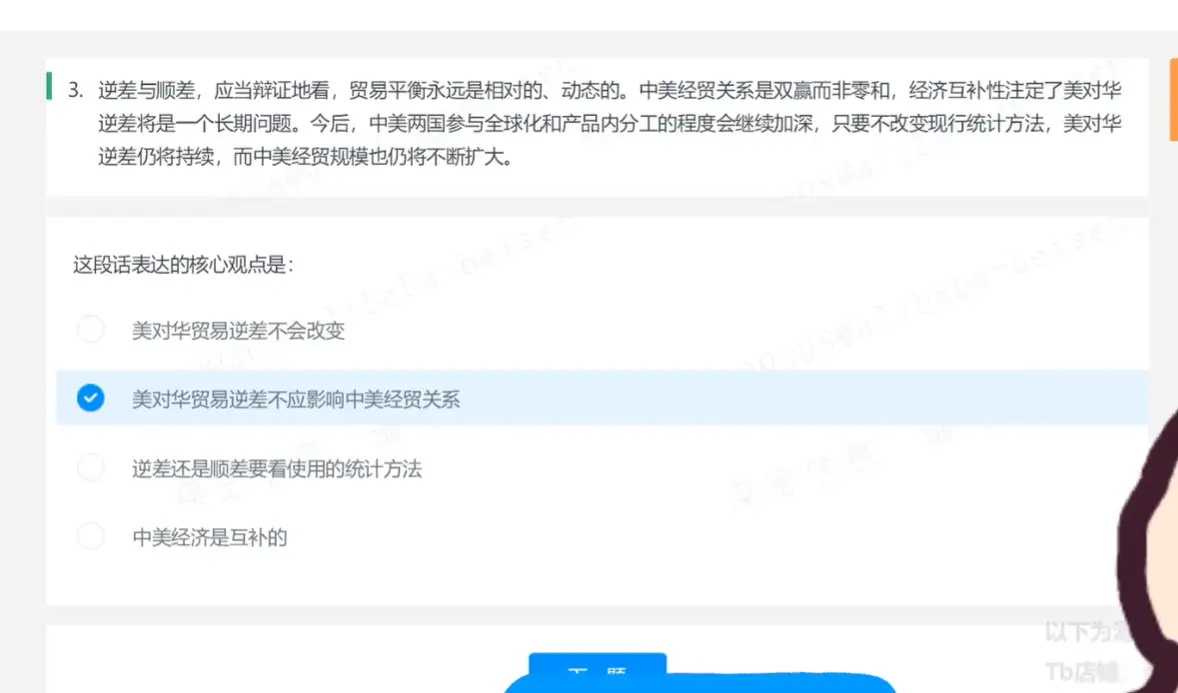 3. 逆差与顺差，应当辩证地看，贸易平衡永远是相对的、动态的。中美经贸关系是双赢而非零和，经济互补性注定了美对华
逆差将是一个长期问题。今后，中美两国参与全球化和产品内分工的程度会继续加深，只要不改变现行统计方法，美对华
逆差仍将持续，而中美经贸规模也仍将不断扩大。
这段话表达的核心观点是：
美对华贸易逆差不会改变
美对华贸易逆差不应影响中美经贸关系
逆差还是顺差要看使用的统计方法
中美经济是互补的
以下为
Tb店铺